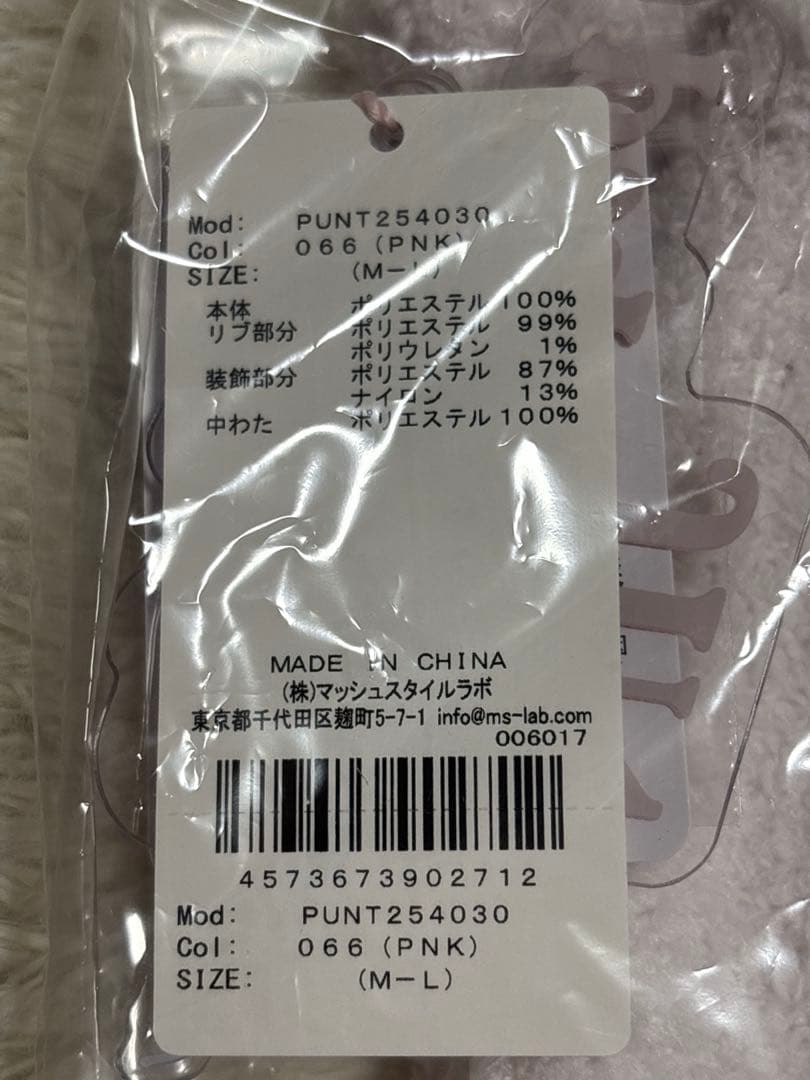 Mod: PUNT254030
Col: 066 (PNK)
SIZE: (M-L)
本体 ポリエステル 100%
リブ部分 ポリエステル 99%
ポリウレタン 1%
装飾部分 ポリエステル 87%
ナイロン 13%
中わた ポリエステル 100%
MADE IN CHINA
(株)マッシュスタイルラボ
東京都千代田区麹町5-7-1 info@ms-lab.com
006017
4573673902712
Mod: PUNT254030
Col: 066 (PNK)
SIZE: (M-L)